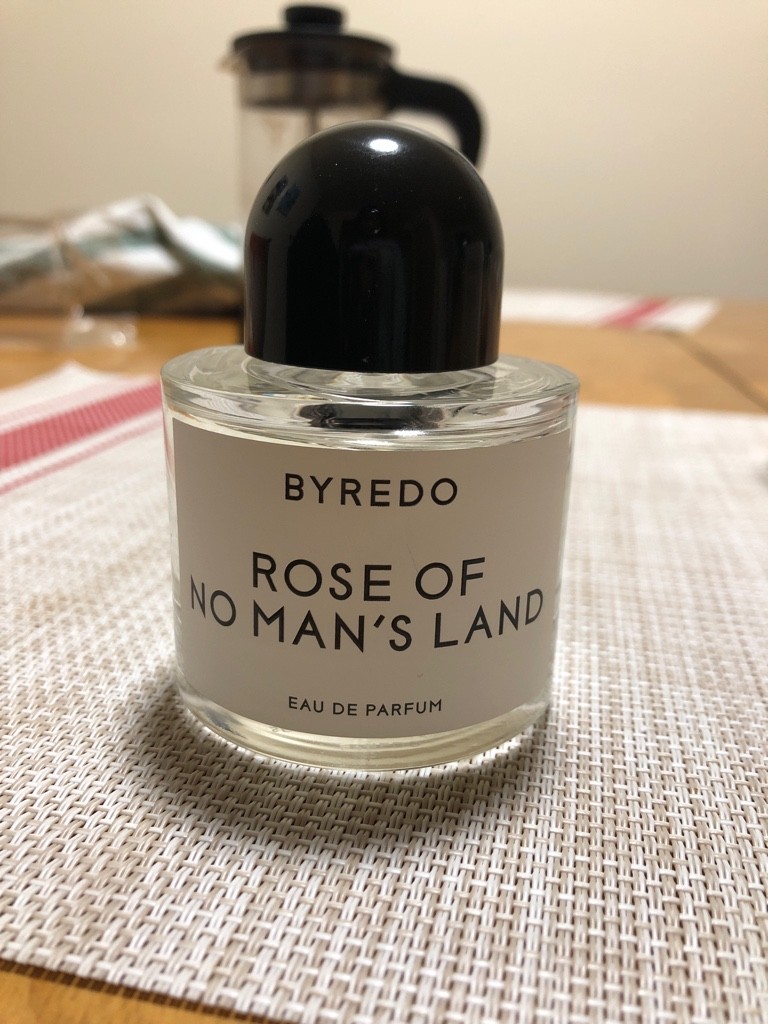 BYREDO
ROSE OF
NO MAN'S LAND
EAU DE PARFUM